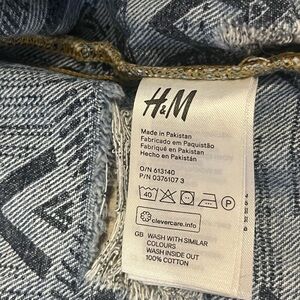 H&M
Made in Pakistan
Fabricado em Paquistão
Fabriqué en Pakistan
Hecho en Pakistán
O/N 613140
P/N 0376107 3
40 P
clevercare.info
GB WASH WITH SIMILAR
COLOURS
WASH INSIDE OUT
100% COTTON